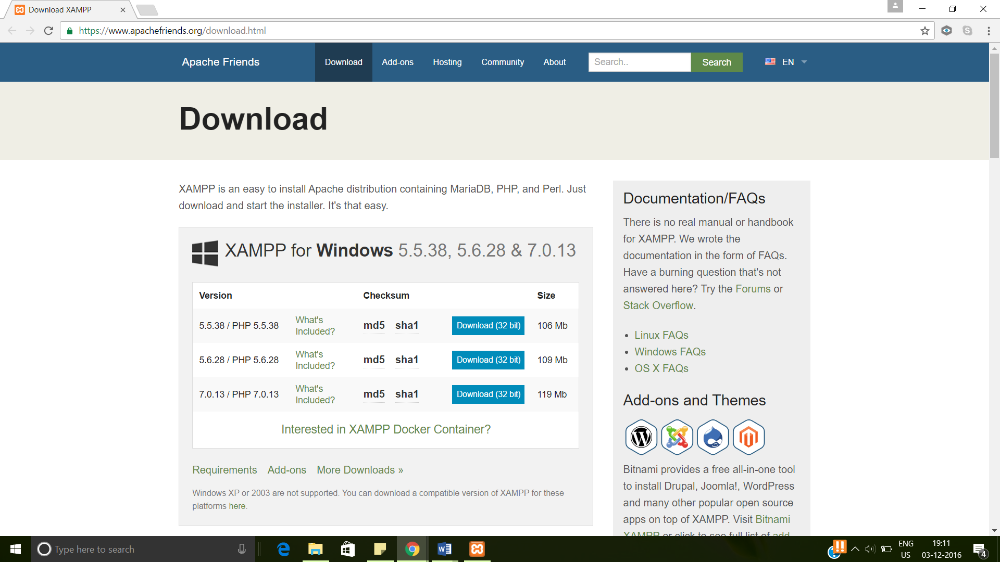 Download XAMPP
https://www.apachefriends.org/download.html
Apache Friends
Download
Add-ons
Hosting
Community
About
Search..
Search
EN
Download
XAMPP is an easy to install Apache distribution containing MariaDB, PHP, and Perl. Just
download and start the installer. It's that easy.
XAMPP for Windows 5.5.38, 5.6.28 & 7.0.13
Version Checksum Size
5.5.38 / PHP 5.5.38 What's Included? md5 sha1 Download (32 bit) 106 Mb
5.6.28 / PHP 5.6.28 What's Included? md5 sha1 Download (32 bit) 109 Mb
7.0.13 / PHP 7.0.13 What's Included? md5 sha1 Download (32 bit) 119 Mb
Interested in XAMPP Docker Container?
Requirements Add-ons More Downloads »
Windows XP or 2003 are not supported. You can download a compatible version of XAMPP for these
platforms here.
Documentation/FAQs
There is no real manual or handbook
for XAMPP. We wrote the
documentation in the form of FAQs.
Have a burning question that's not
answered here? Try the Forums or
Stack Overflow.
• Linux FAQs
• Windows FAQs
• OS X FAQs
Add-ons and Themes
Bitnami provides a free all-in-one tool
to install Drupal, Joomla!, WordPress
and many other popular open source
apps on top of XAMPP. Visit Bitnami
XAMPP or click to see full list of add
Type here to search
ENG
US
19:11
03-12-2016
4